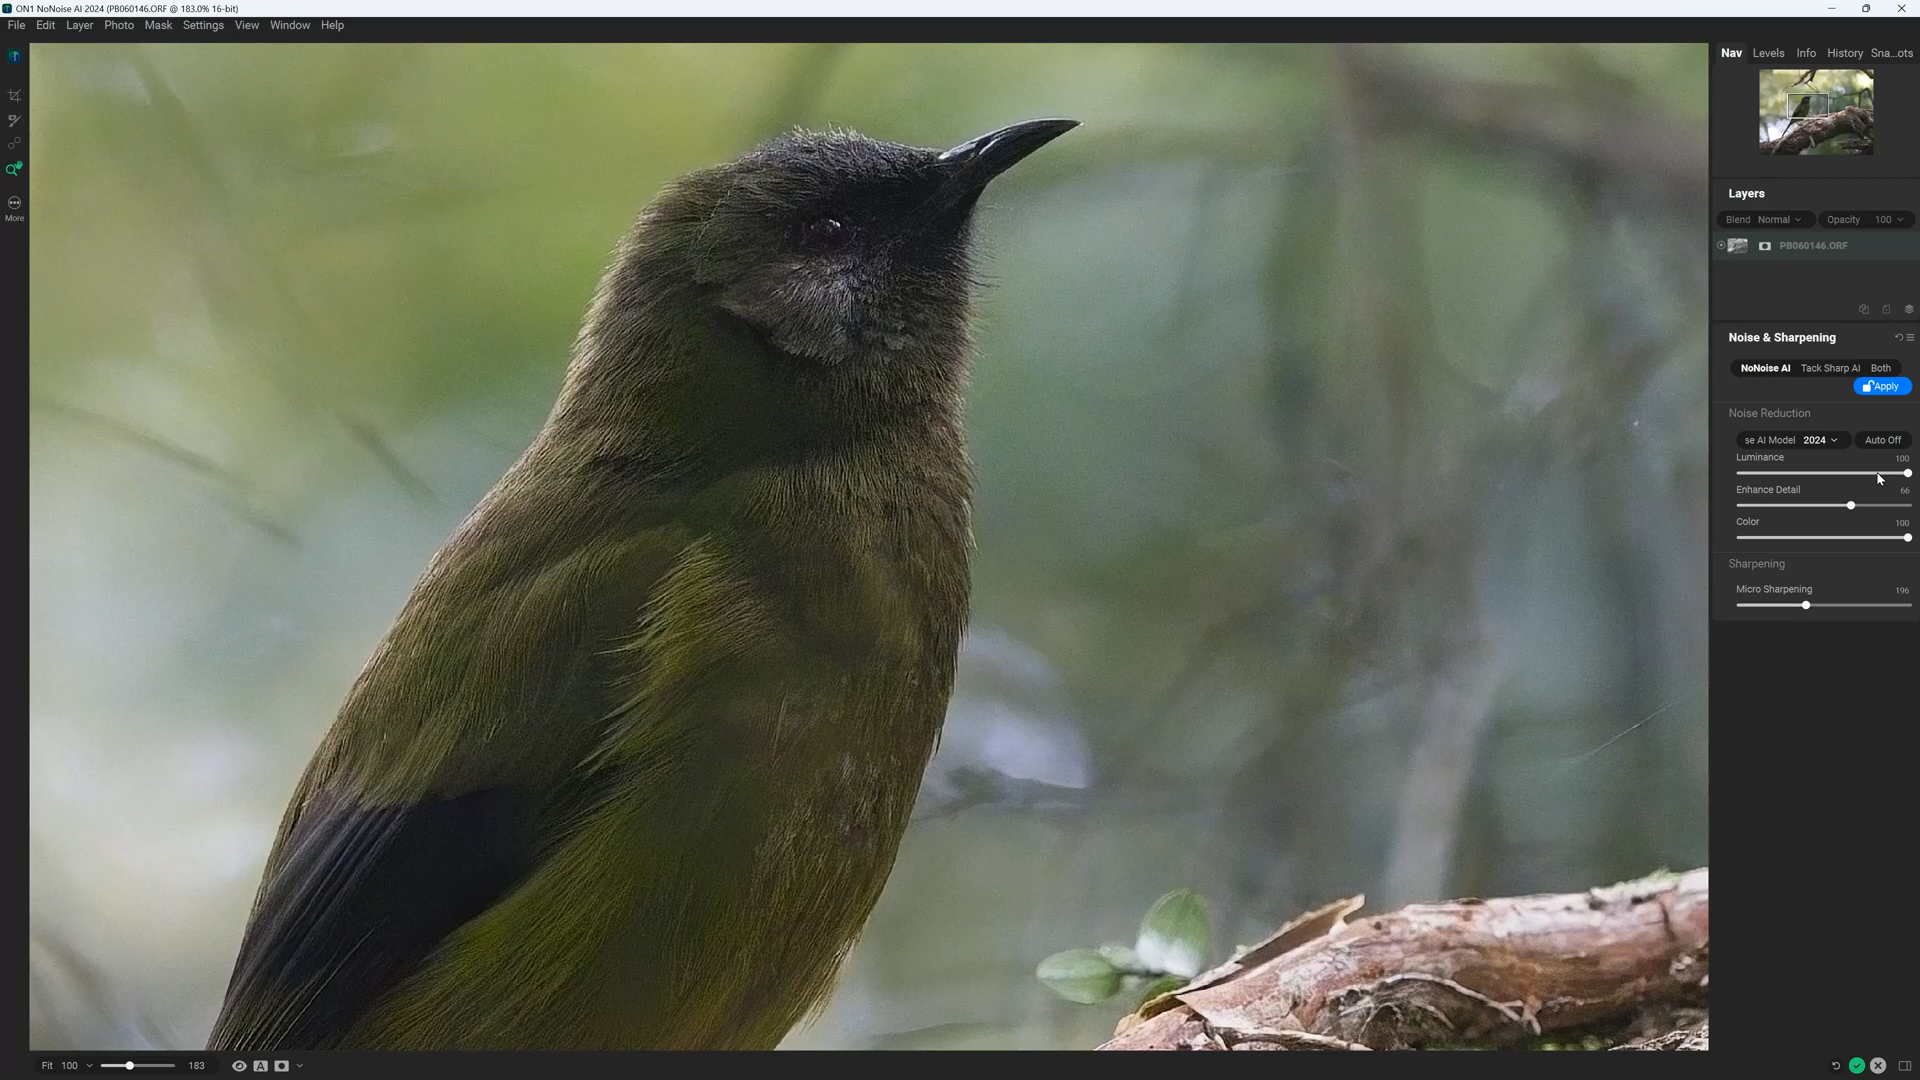 ON1 NoNoise AI 2024 (PB060146.ORF @ 183.0% 16-bit)
File Edit Layer Photo Mask Settings View Window Help
More
Nav Levels Info History Sna...ots
Layers
Blend Normal Opacity 100
PB060146.ORF
Noise & Sharpening
NoNoise AI Tack Sharp AI Both
Apply
Noise Reduction
se AI Model 2024 Auto Off
Luminance 100
Enhance Detail 66
Color 100
Sharpening
Micro Sharpening 196
Fit 100 183 A